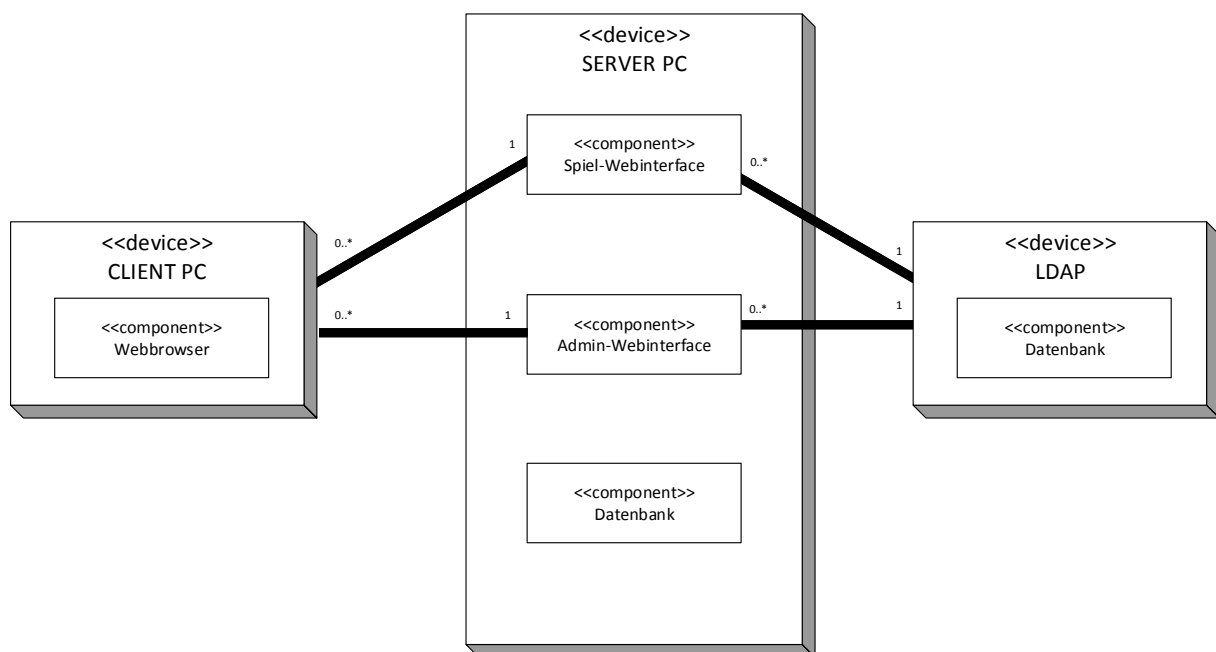 <<device>>
SERVER PC
<<component>>
Spiel-Webinterface
1
0..*
0..*
1
<<device>>
CLIENT PC
<<component>>
Webbrowser
0..*
1
<<component>>
Admin-Webinterface
0..*
1
<<device>>
LDAP
<<component>>
Datenbank
<<component>>
Datenbank